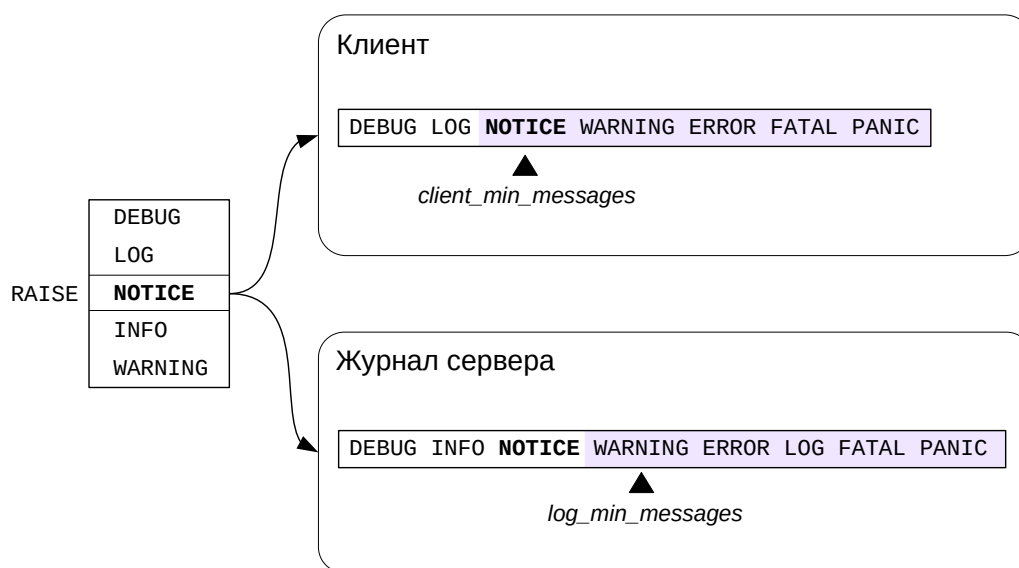 Клиент
DEBUG LOG NOTICE WARNING ERROR FATAL PANIC
client_min_messages
DEBUG
LOG
RAISE NOTICE
INFO
WARNING
Журнал сервера
DEBUG INFO NOTICE WARNING ERROR LOG FATAL PANIC
log_min_messages